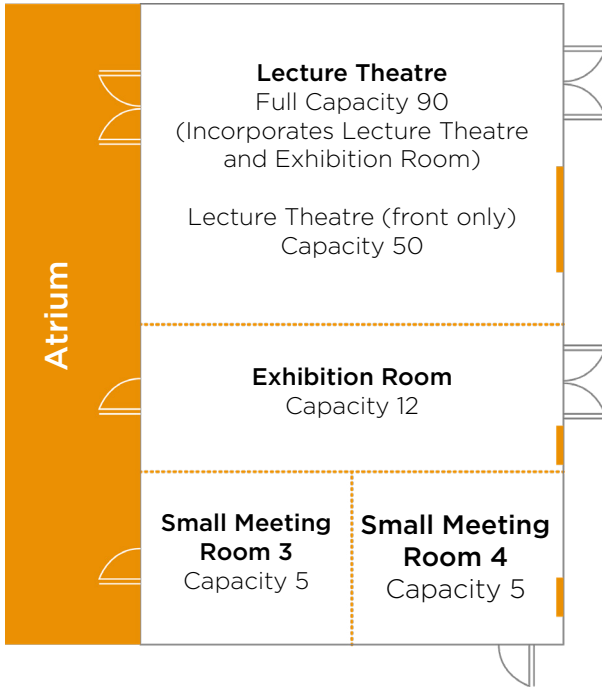 Atrium
Lecture Theatre
Full Capacity 90
(Incorporates Lecture Theatre
and Exhibition Room)
Lecture Theatre (front only)
Capacity 50
Exhibition Room
Capacity 12
Small Meeting
Room 3
Capacity 5
Small Meeting
Room 4
Capacity 5